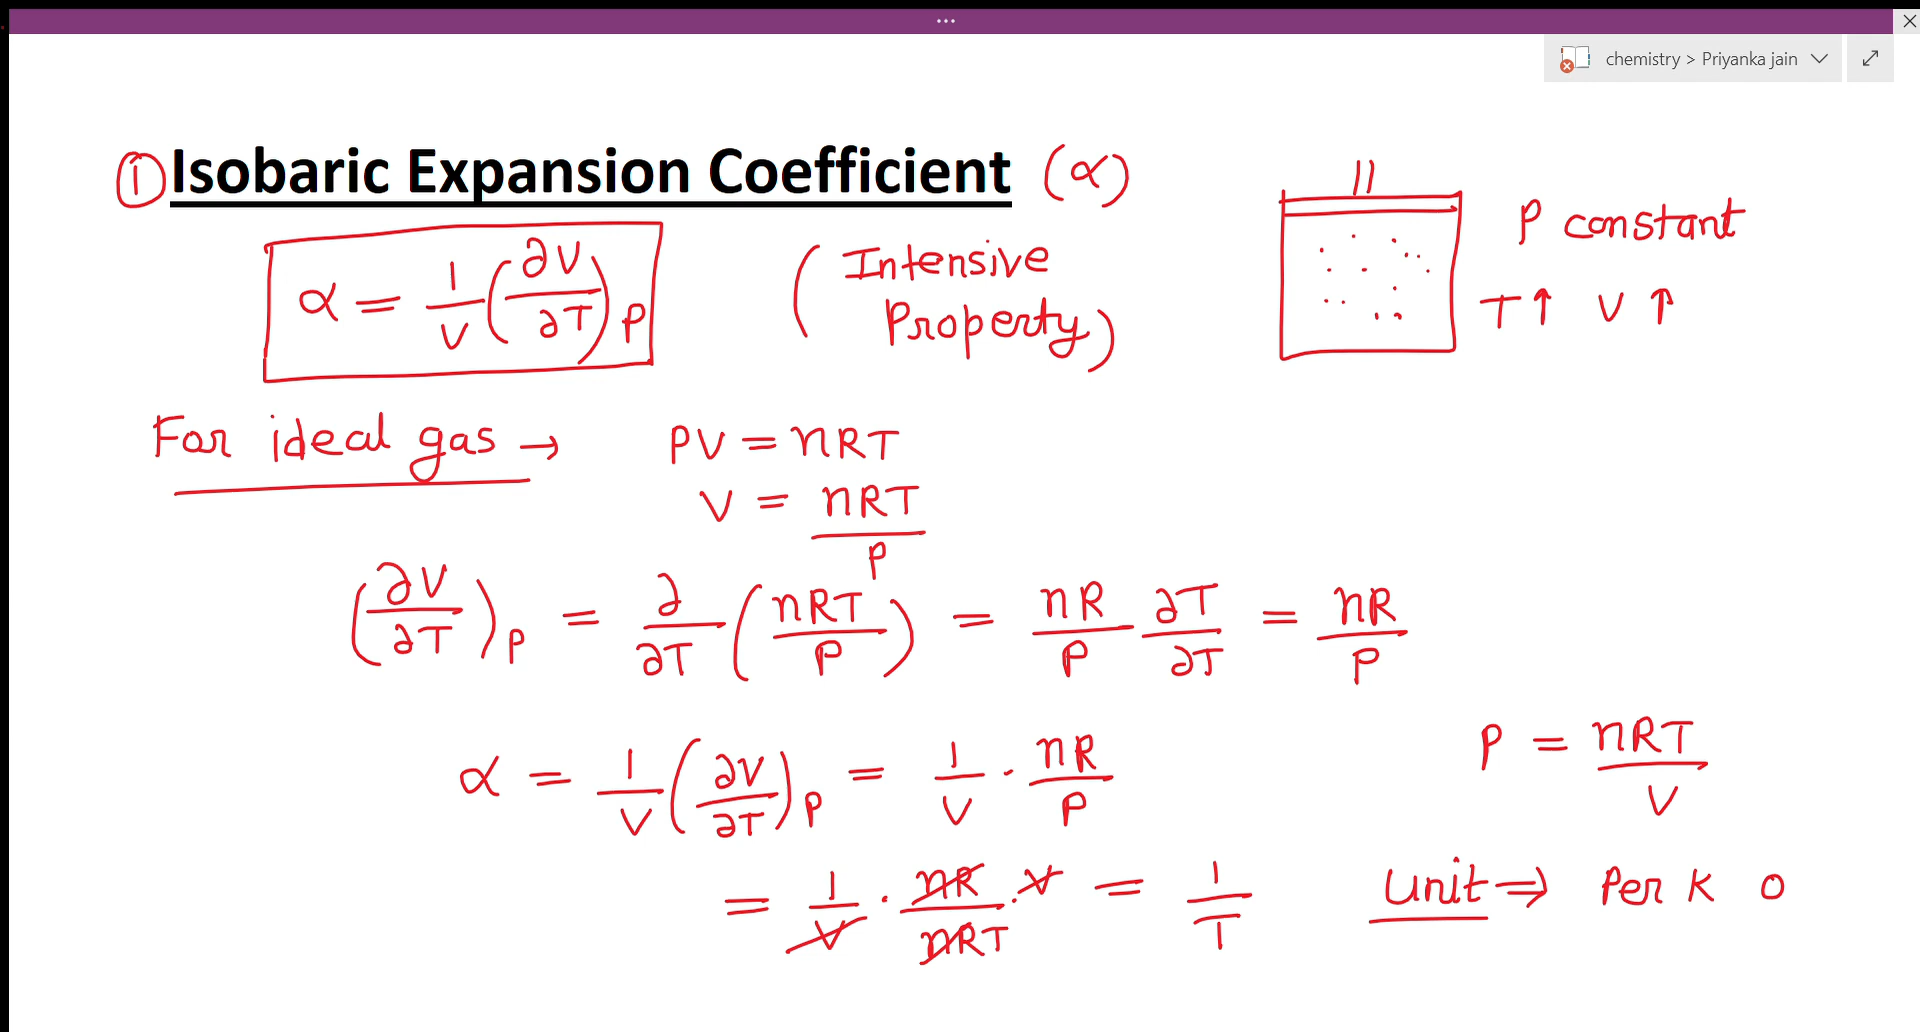 ...
chemistry > Priyanka jain
① Isobaric Expansion Coefficient (α)
α = 1/V (∂V/∂T)P
(Intensive
Property)
P constant
T↑ V↑
For ideal gas → PV = nRT
V = nRT/P
(∂V/∂T)P = ∂/∂T (nRT/P) = nR/P ∂T/∂T = nR/P
α = 1/V (∂V/∂T)P = 1/V · nR/P
P = nRT/V
= 1/V · nR/nRT · V = 1/T
Unit ⇒ Per K o